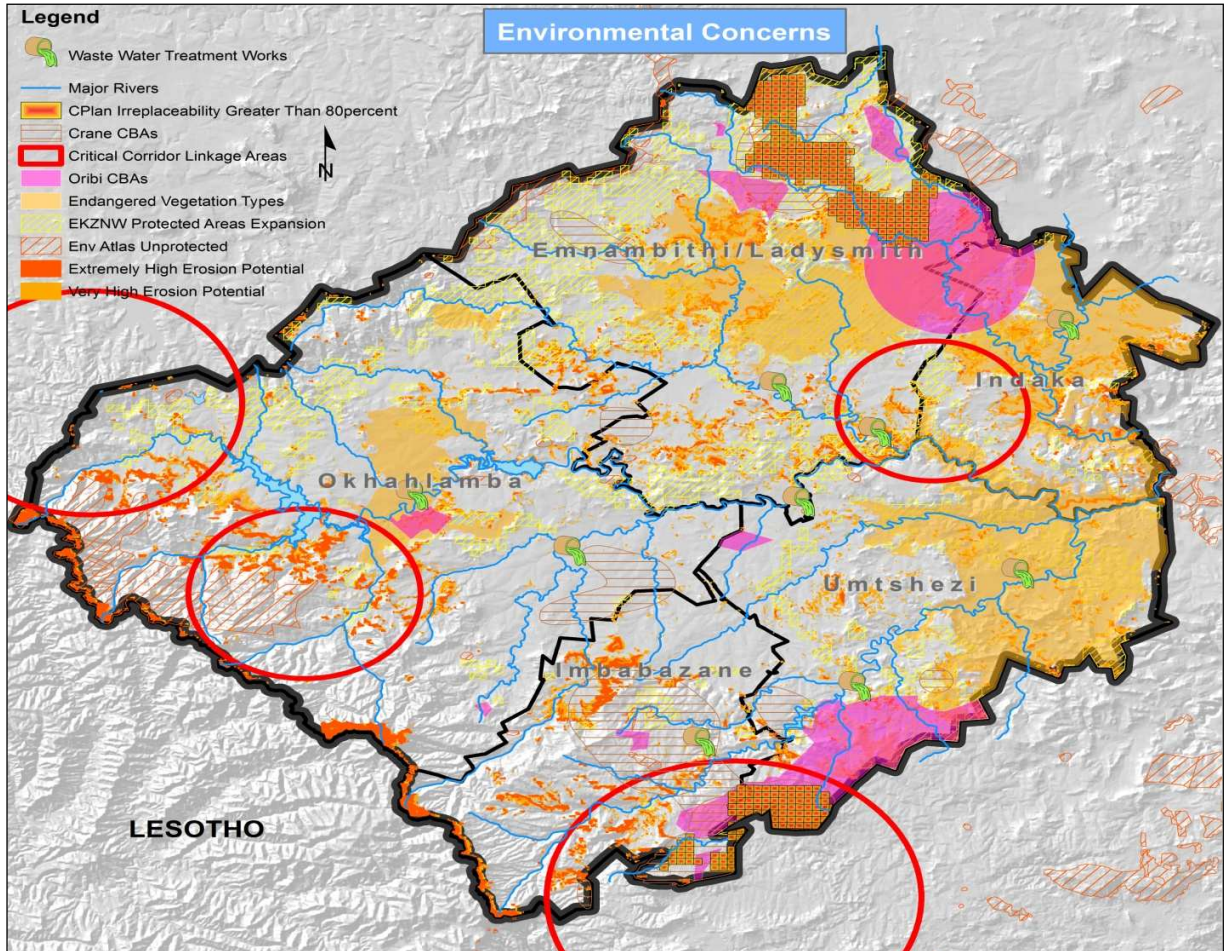 Legend
Environmental Concerns
Waste Water Treatment Works
Major Rivers
CPlan Irreplaceability Greater Than 80percent
Crane CBAs
Critical Corridor Linkage Areas
N
Oribi CBAs
Endangered Vegetation Types
EKZNW Protected Areas Expansion
Env Atlas Unprotected
Extremely High Erosion Potential
Very High Erosion Potential
Emnambithi/Ladysmith
Indaka
Okhahlamba
Umtshezi
Imbabazane
LESOTHO